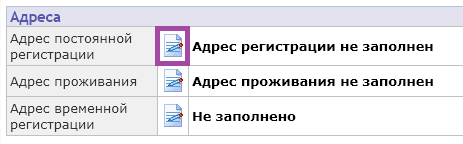 Адреса
Адрес постоянной
регистрации
Адрес регистрации не заполнен
Адрес проживания
Адрес проживания не заполнен
Адрес временной
регистрации
Не заполнено